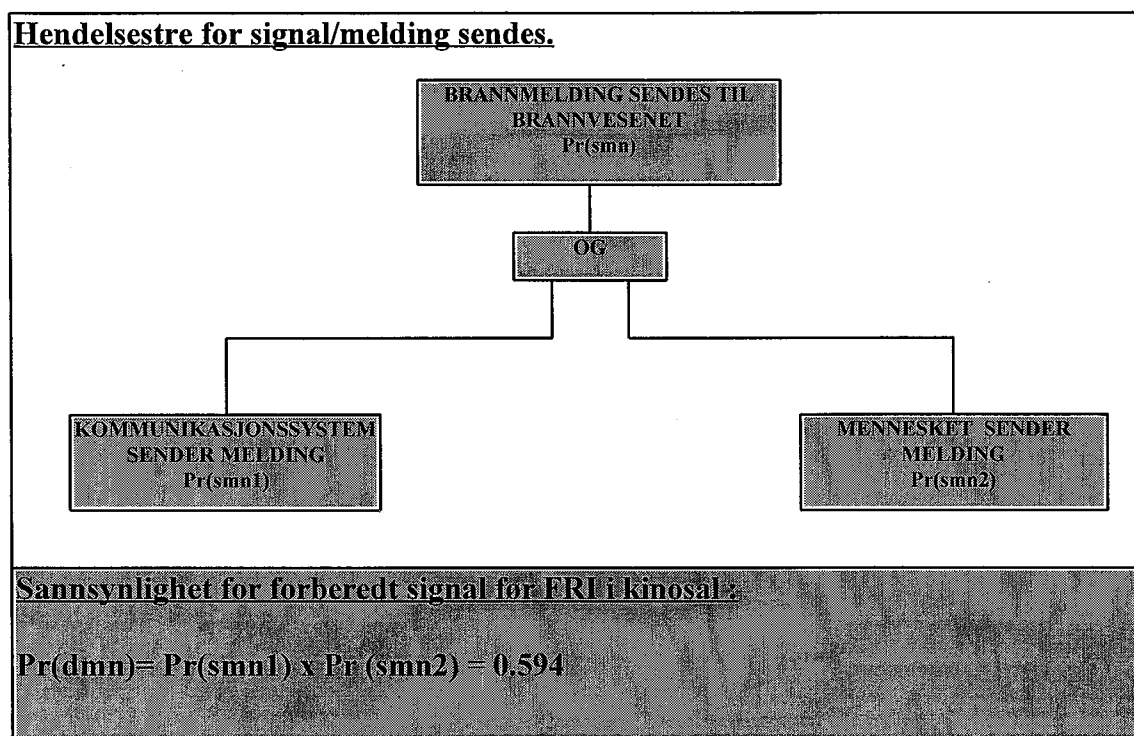 Hendelsestre for signal/melding sendes.
BRANNMELDING SENDES TIL
BRANNVESENET
Pr(smn)
OG
KOMMUNIKASJONSSYSTEM
SENDER MELDING
Pr(smn1)
MENNESKET SENDER
MELDING
Pr(smn2)
Sannsynlighet for forberedt signal før FRI i kinosal :
Pr(dmn)= Pr(smn1) x Pr (smn2) = 0.594